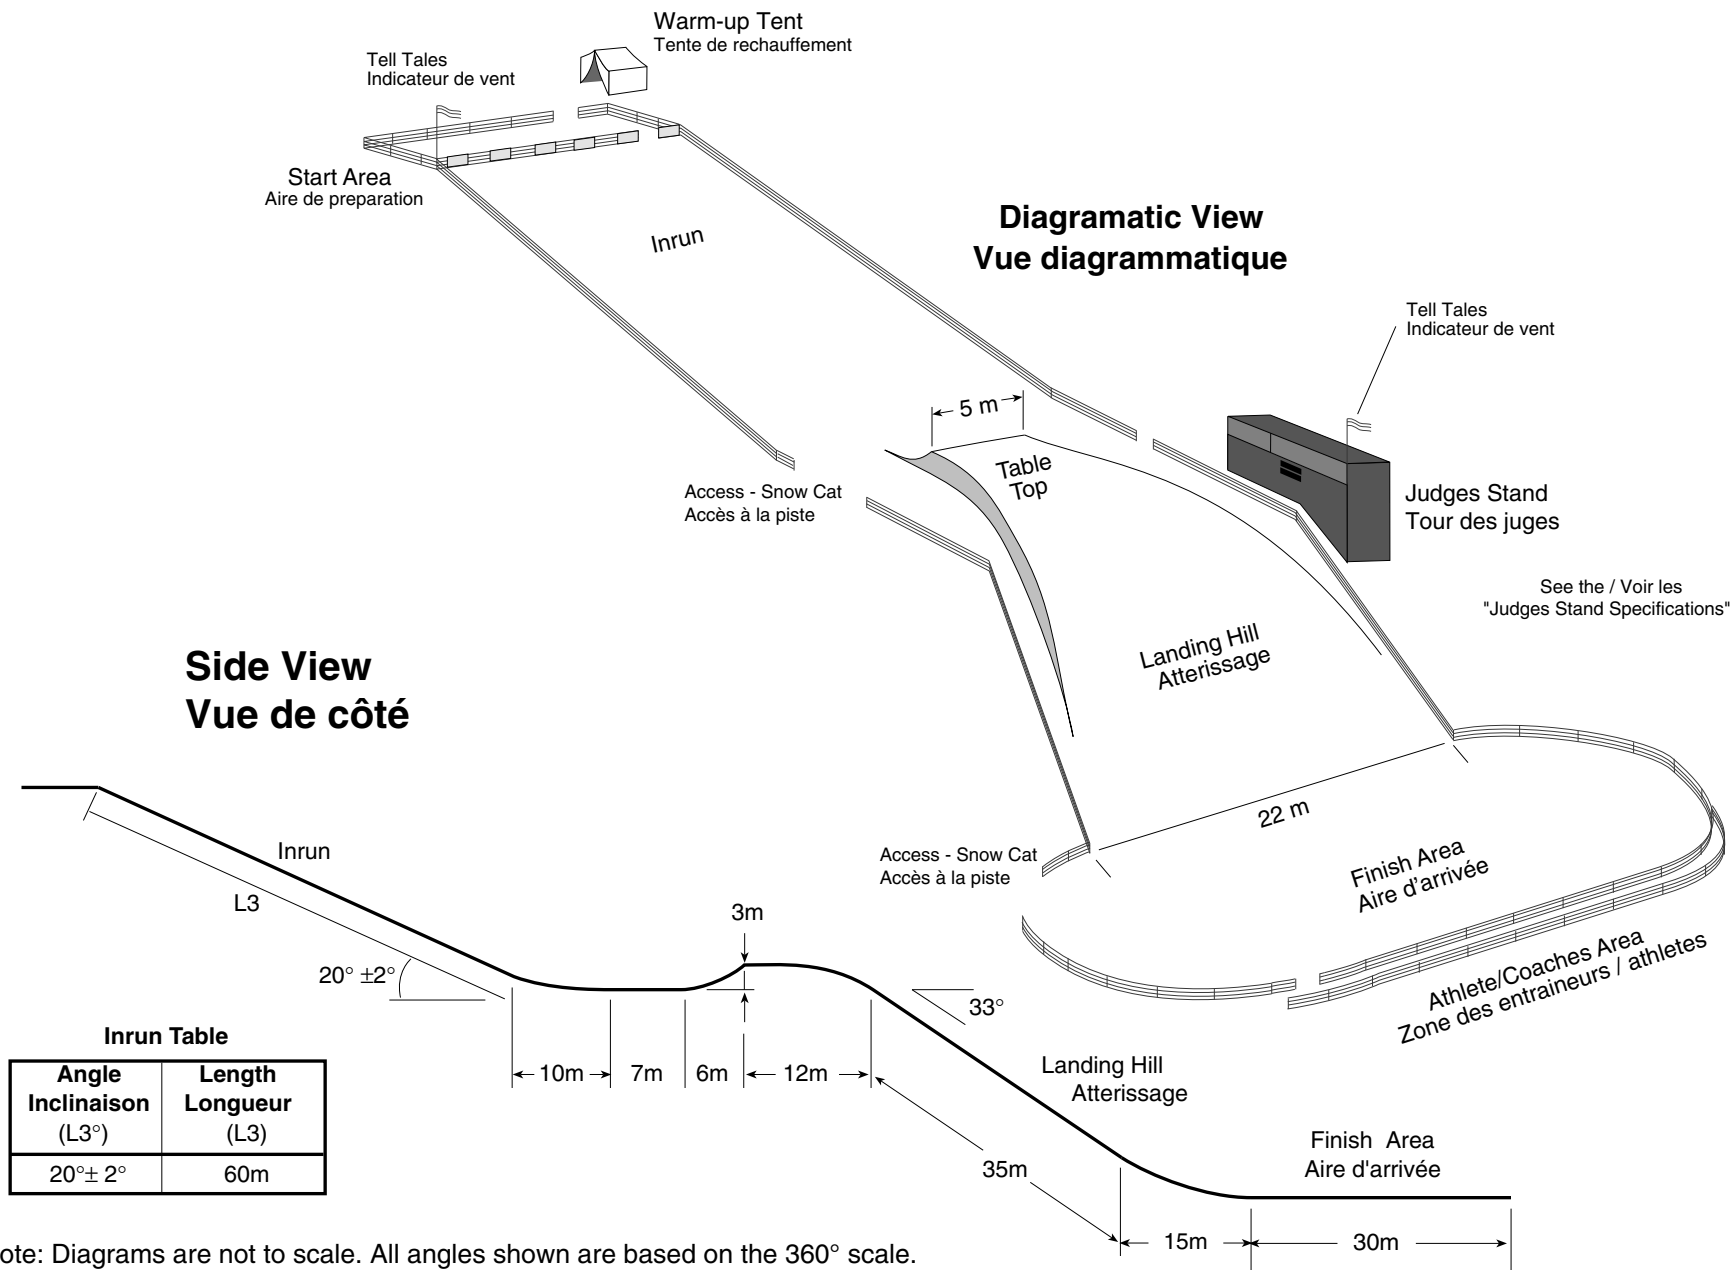 Warm-up Tent
Tente de rechauffement
Tell Tales
Indicateur de vent
Start Area
Aire de preparation
Inrun
Diagramatic View
Vue diagrammatique
Tell Tales
Indicateur de vent
5 m
Table
Top
Access - Snow Cat
Accès à la piste
Judges Stand
Tour des juges
See the / Voir les
"Judges Stand Specifications"
Landing Hill
Atterissage
22 m
Access - Snow Cat
Accès à la piste
Finish Area
Aire d'arrivée
Athlete/Coaches Area
Zone des entraineurs / athletes
Side View
Vue de côté
Inrun
L3
20° ±2°
3m
33°
10m
7m
6m
12m
Landing Hill
Atterissage
35m
Finish Area
Aire d'arrivée
15m
30m
Inrun Table
Angle Length
Inclinaison Longueur
(L3°) (L3)
20°± 2° 60m
ote: Diagrams are not to scale. All angles shown are based on the 360° scale.